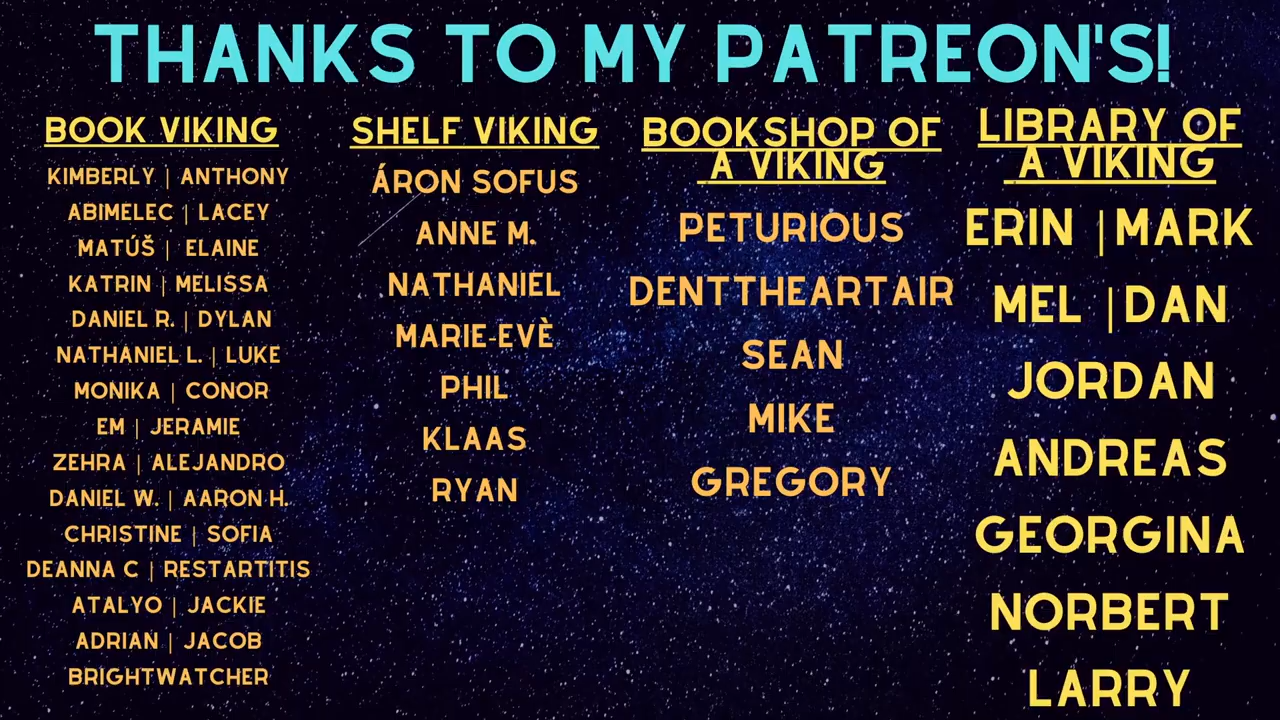 THANKS TO MY PATREON'S!
BOOK VIKING
KIMBERLY | ANTHONY
ABIMELEC | LACEY
MATÚŠ | ELAINE
KATRIN | MELISSA
DANIEL R. | DYLAN
NATHANIEL L. | LUKE
MONIKA | CONOR
EM | JERAMIE
ZEHRA | ALEJANDRO
DANIEL W. | AARON H.
CHRISTINE | SOFIA
DEANNA C | RESTARTITIS
ATALYO | JACKIE
ADRIAN | JACOB
BRIGHTWATCHER
SHELF VIKING
ÁRON SOFUS
ANNE M.
NATHANIEL
MARIE-EVÈ
PHIL
KLAAS
RYAN
BOOKSHOP OF
A VIKING
PETURIOUS
DENTTHEARTAIR
SEAN
MIKE
GREGORY
LIBRARY OF
A VIKING
ERIN |MARK
MEL |DAN
JORDAN
ANDREAS
GEORGINA
NORBERT
LARRY